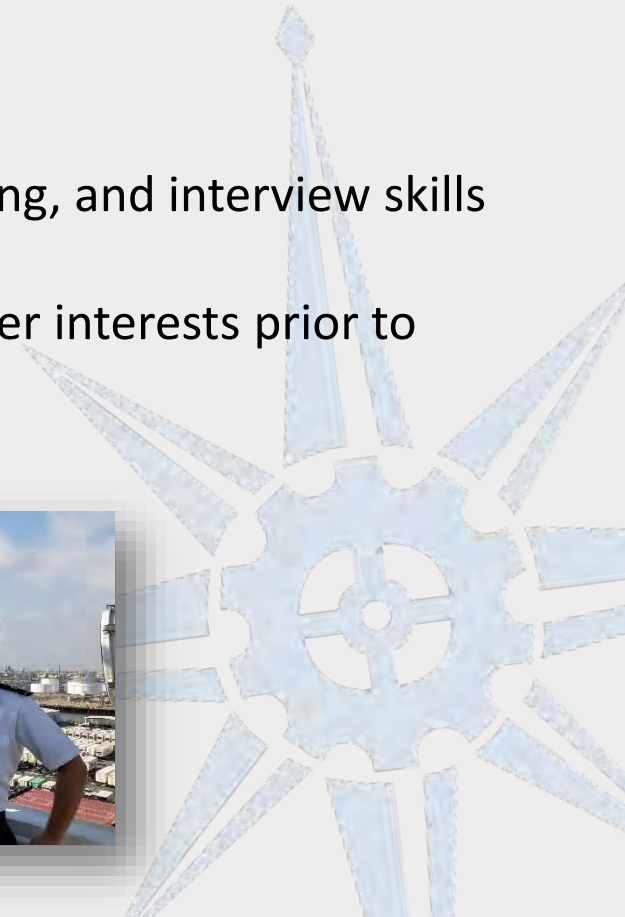 ng, and interview skills
er interests prior to